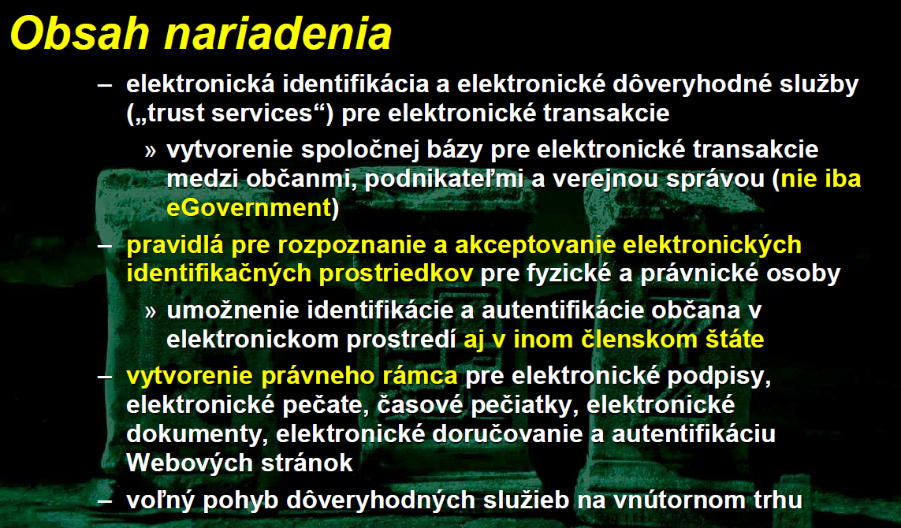 Obsah nariadenia
– elektronická identifikácia a elektronické dôveryhodné služby
(„trust services“) pre elektronické transakcie
» vytvorenie spoločnej bázy pre elektronické transakcie
medzi občanmi, podnikateľmi a verejnou správou (nie iba
eGovernment)
– pravidlá pre rozpoznanie a akceptovanie elektronických
identifikačných prostriedkov pre fyzické a právnické osoby
» umožnenie identifikácie a autentifikácie občana v
elektronickom prostredí aj v inom členskom štáte
– vytvorenie právneho rámca pre elektronické podpisy,
elektronické pečate, časové pečiatky, elektronické
dokumenty, elektronické doručovanie a autentifikáciu
Webových stránok
– voľný pohyb dôveryhodných služieb na vnútornom trhu